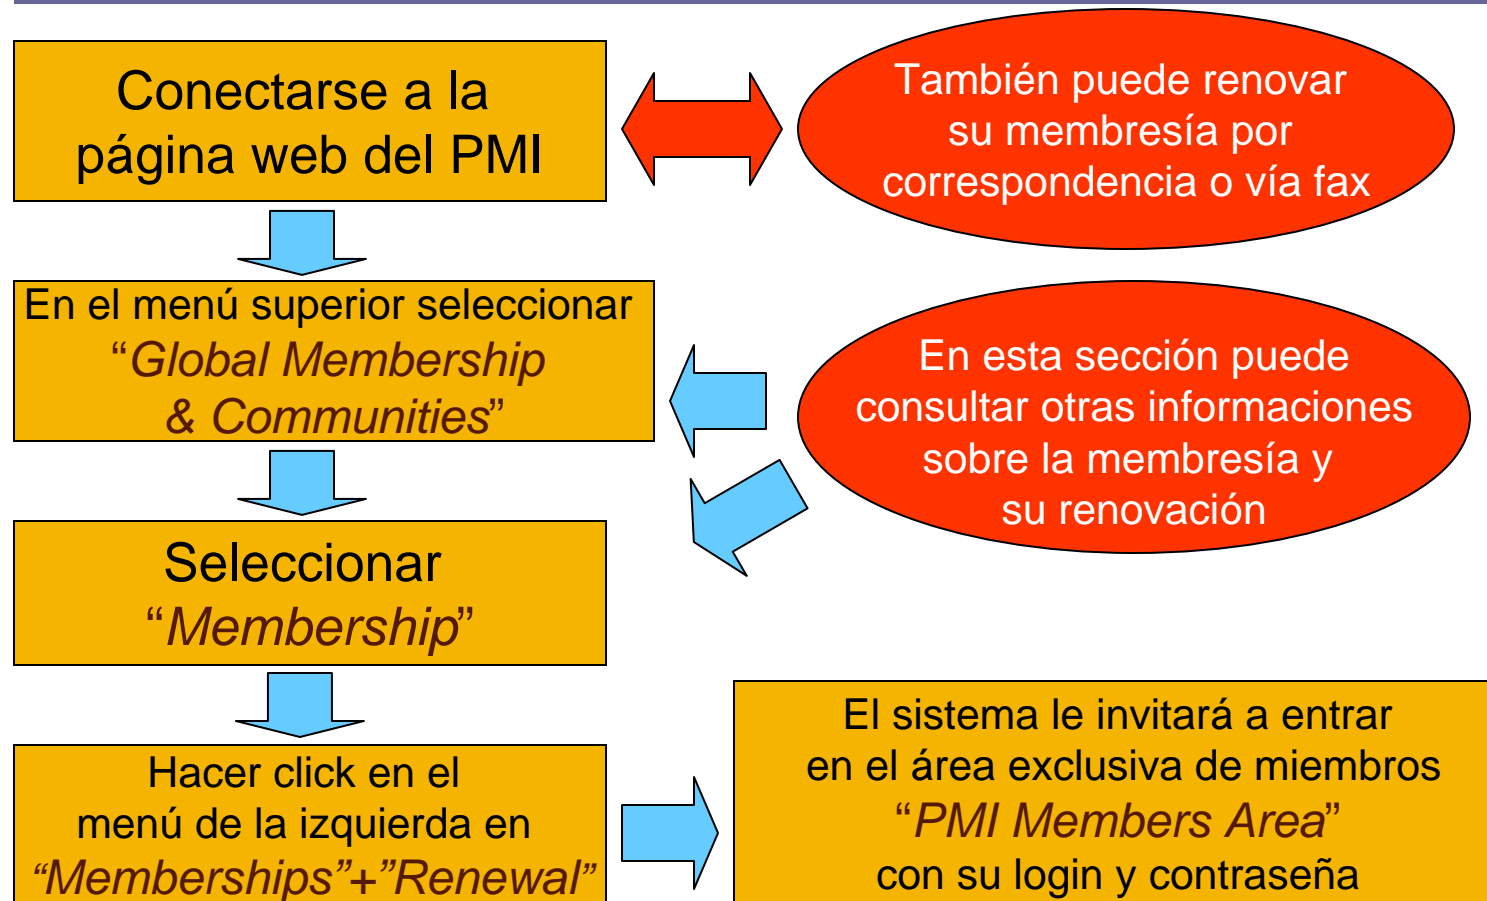 Conectarse a la
página web del PMI
También puede renovar
su membresía por
correspondencia o vía fax
En el menú superior seleccionar
“Global Membership
& Communities”
En esta sección puede
consultar otras informaciones
sobre la membresía y
su renovación
Seleccionar
“Membership”
Hacer click en el
menú de la izquierda en
“Memberships”+”Renewal”
El sistema le invitará a entrar
en el área exclusiva de miembros
“PMI Members Area”
con su login y contraseña